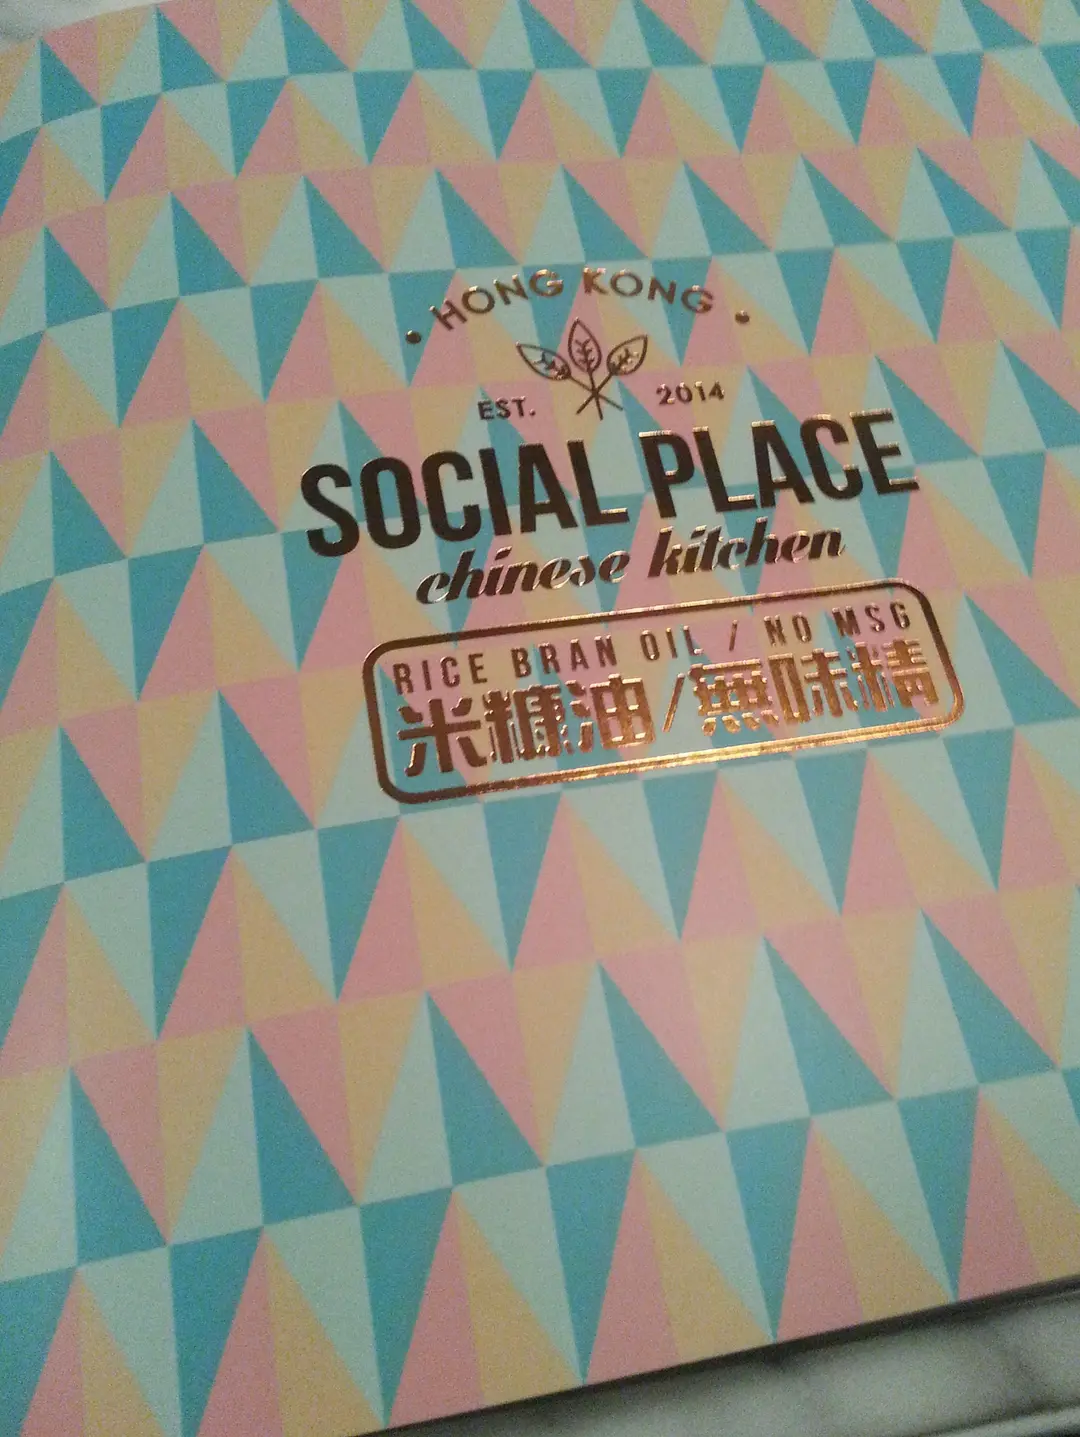 • HONG KONG •
EST. 2014
SOCIAL PLACE
chinese kitchen
RICE BRAN OIL / NO MSG
米糠油/無味精